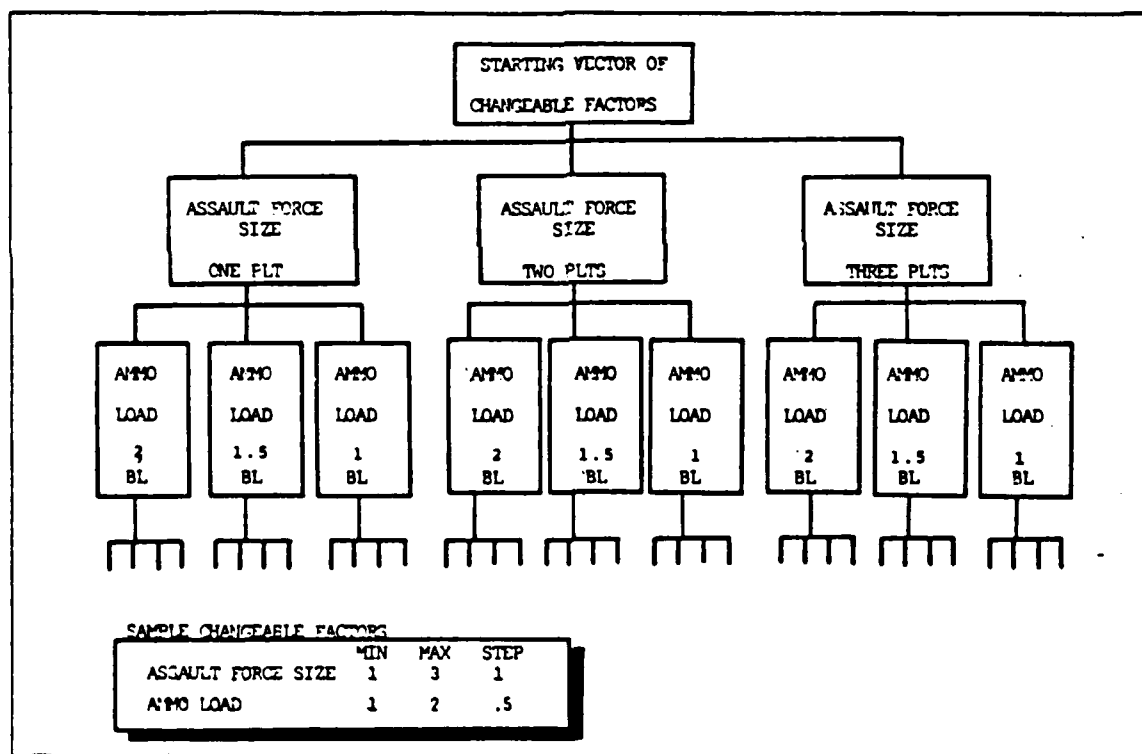 STARTING VECTOR OF
CHANGEABLE FACTORS
ASSAULT FORCE
SIZE
ONE PLT
ASSAULT FORCE
SIZE
TWO PLTS
ASSAULT FORCE
SIZE
THREE PLTS
AMMO
LOAD
2
BL
AMMO
LOAD
1.5
BL
AMMO
LOAD
1
BL
AMMO
LOAD
2
BL
AMMO
LOAD
1.5
BL
AMMO
LOAD
1
BL
AMMO
LOAD
2
BL
AMMO
LOAD
1.5
BL
AMMO
LOAD
1
BL
SAMPLE CHANGEABLE FACTORS
MIN MAX STEP
ASSAULT FORCE SIZE 1 3 1
AMMO LOAD 1 2 .5